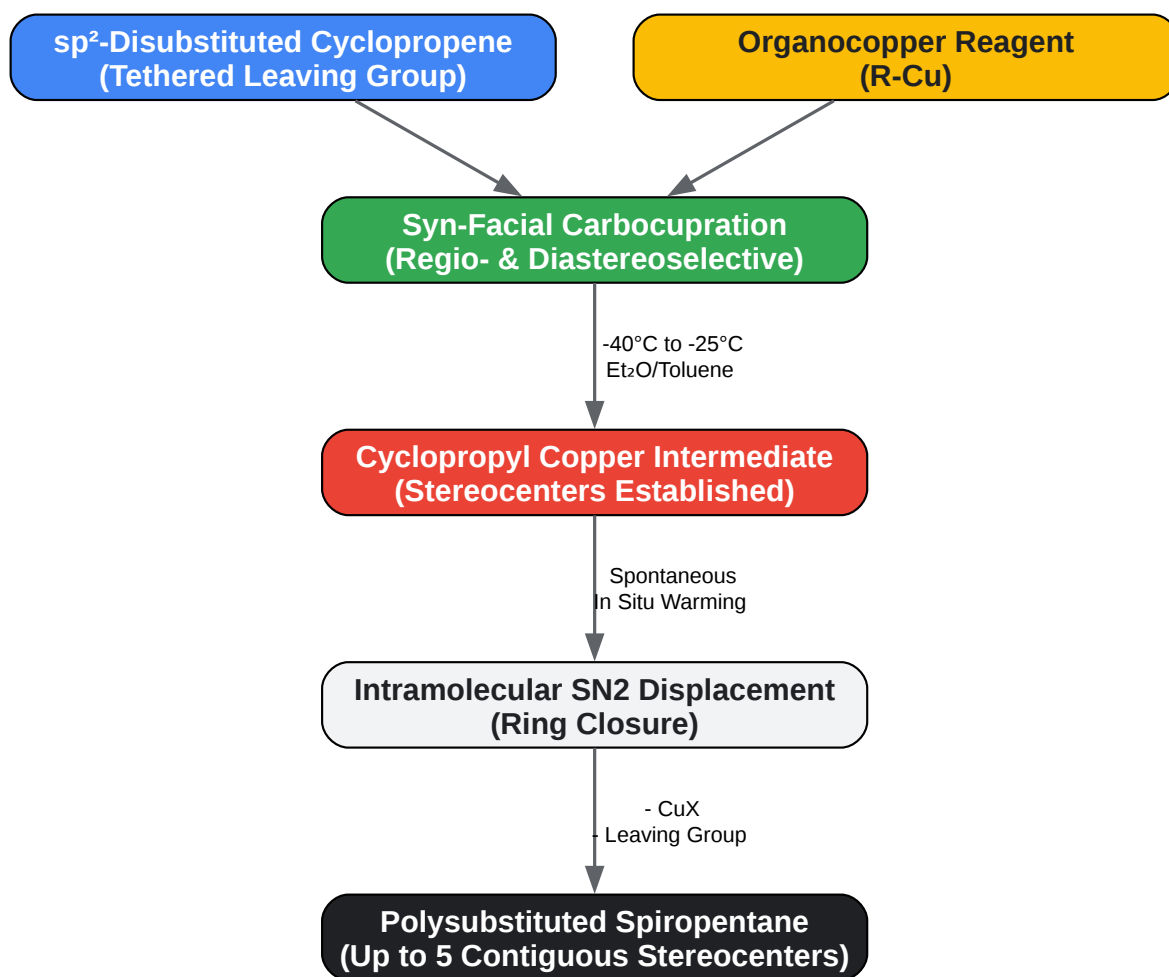 sp²-Disubstituted Cyclopropene
(Tethered Leaving Group)
Organocopper Reagent
(R-Cu)
Syn-Facial Carbocupration
(Regio- & Diastereoselective)
-40°C to -25°C
Et₂O/Toluene
Cyclopropyl Copper Intermediate
(Stereocenters Established)
Spontaneous
In Situ Warming
Intramolecular SN2 Displacement
(Ring Closure)
- CuX
- Leaving Group
Polysubstituted Spiropentane
(Up to 5 Contiguous Stereocenters)